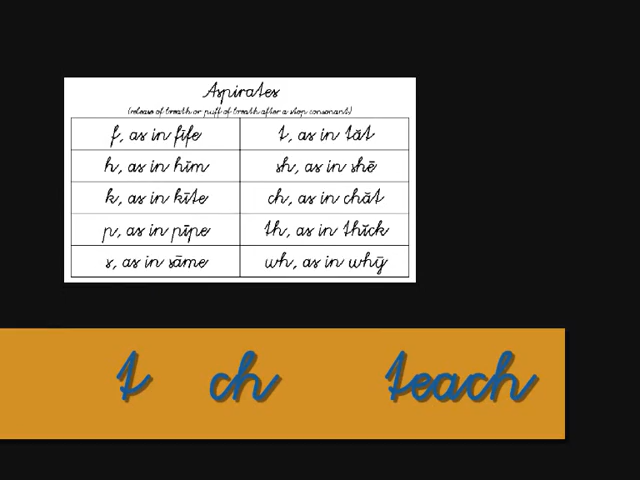 Aspirates
(release of breath or puff of breath after a stop consonant)
f, as in fīfe t, as in tăt
h, as in hĭm sh, as in shē
k, as in kīte ch, as in chăt
p, as in pīpe th, as in thĭck
s, as in sāme wh, as in whȳ
t ch teach